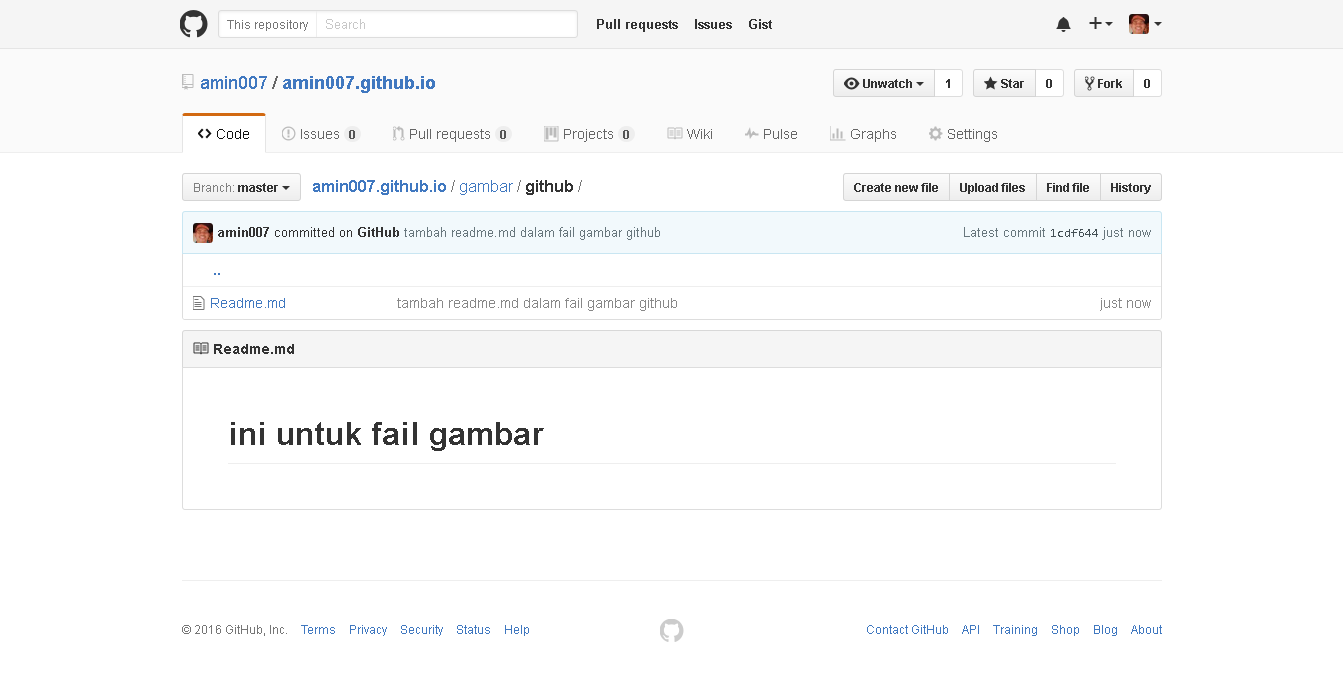 This repository Search Pull requests Issues Gist
amin007 / amin007.github.io Unwatch 1 Star 0 Fork 0
Code Issues 0 Pull requests 0 Projects 0 Wiki Pulse Graphs Settings
Branch: master amin007.github.io / gambar / github / Create new file Upload files Find file History
amin007 committed on GitHub tambah readme.md dalam fail gambar github Latest commit 1cdf644 just now
..
Readme.md tambah readme.md dalam fail gambar github just now
Readme.md
ini untuk fail gambar
© 2016 GitHub, Inc. Terms Privacy Security Status Help Contact GitHub API Training Shop Blog About